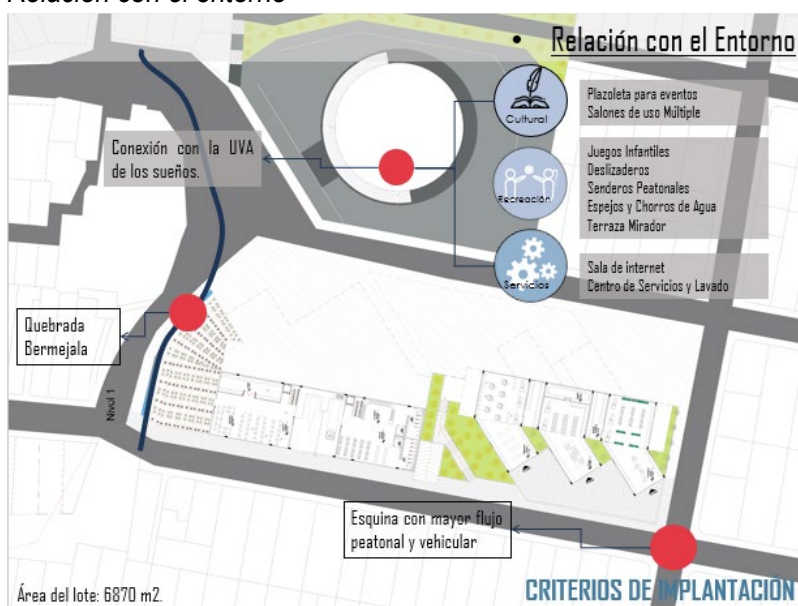 Relación con el entorno
• Relación con el Entorno
Cultural
Plazoleta para eventos
Salones de uso Múltiple
Conexión con la UVA
de los sueños.
Recreación
Juegos Infantiles
Deslizaderos
Senderos Peatonales
Espejos y Chorros de Agua
Terraza Mirador
Servicios
Sala de internet
Centro de Servicios y Lavado
Quebrada
Bermejala
Nivel 1
Esquina con mayor flujo
peatonal y vehicular
Área del lote: 6870 m2.
CRITERIOS DE IMPLANTACIÓN